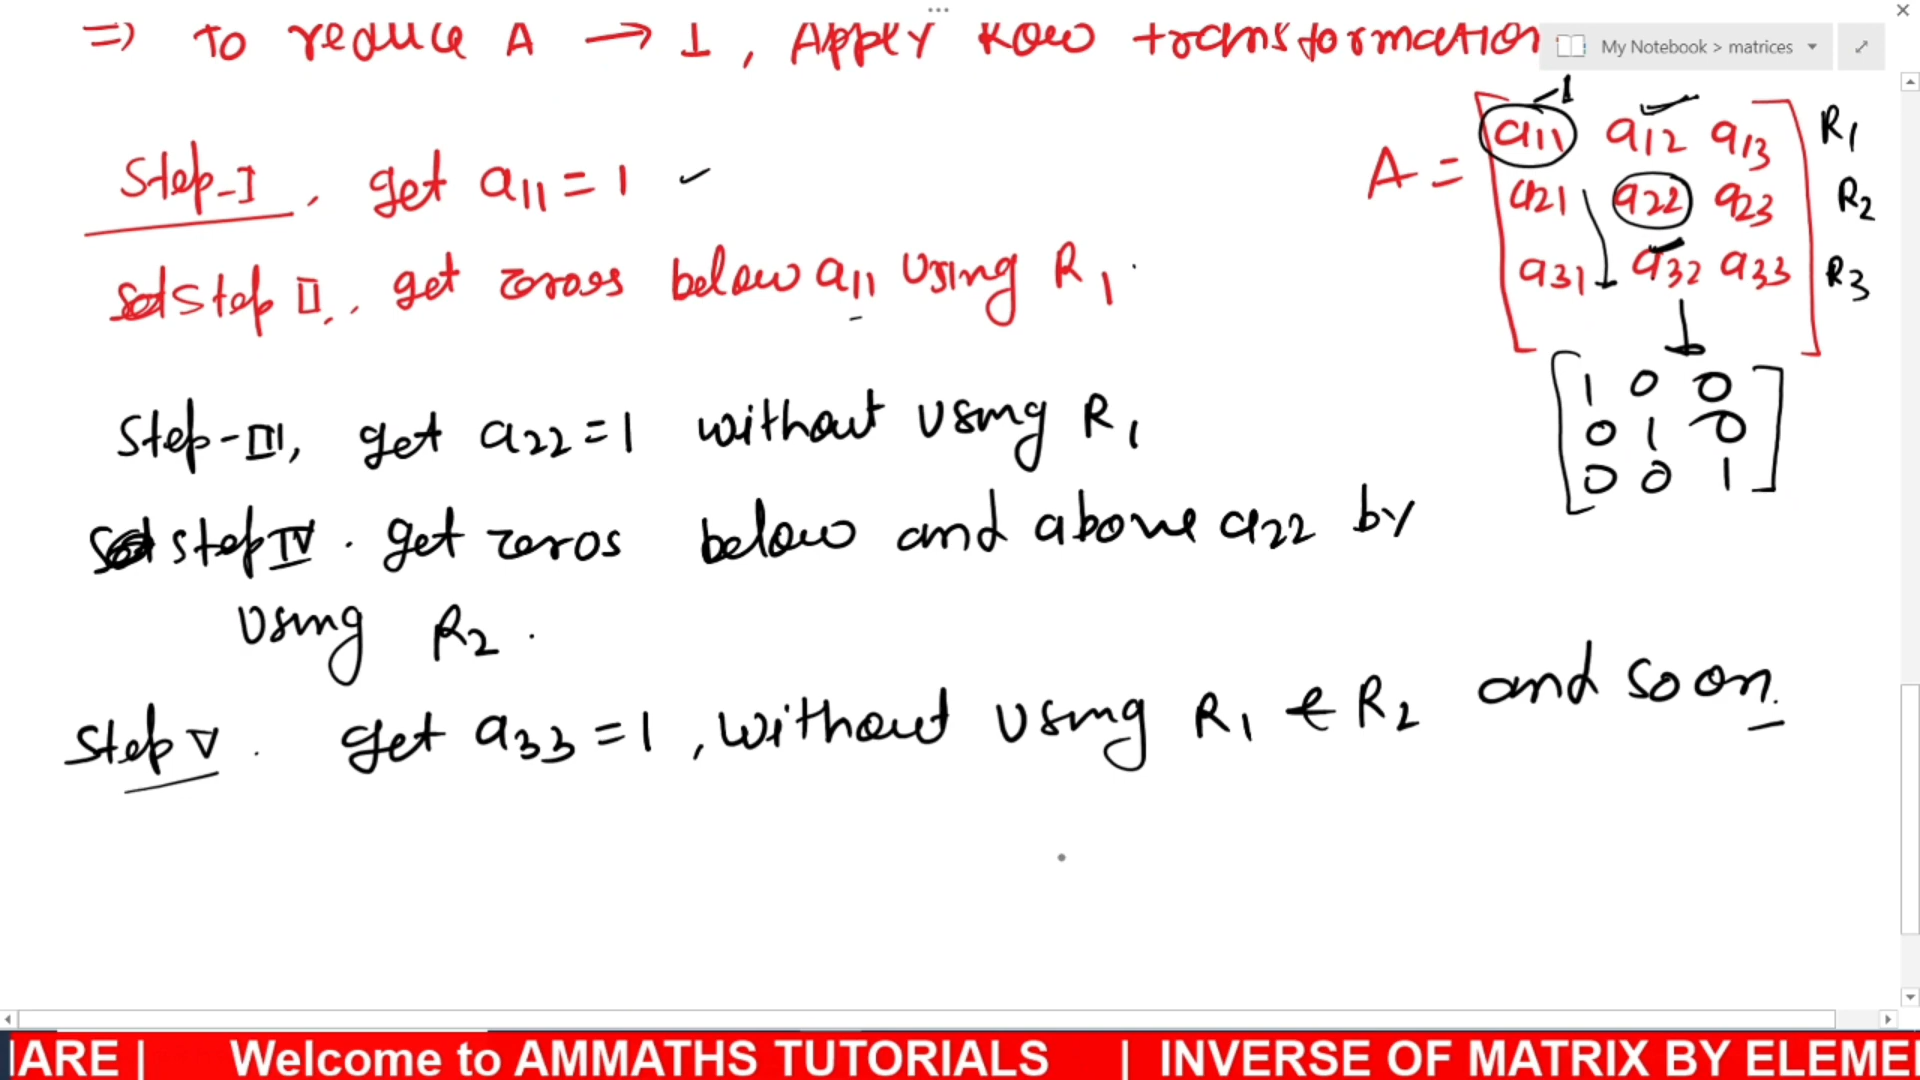 => To reduce A → I, Apply Row transformation
My Notebook > matrices
Step-I, get a11 = 1 ✓
Step II. get zeroes below a11 using R1.
Step-III, get a22 = 1 without using R1
step IV. get zeros below and above a22 by
using R2.
Step V. get a33 = 1, without using R1 & R2 and so on.
1
A = [ a11 a12 a13 ] R1
a21 a22 a23 R2
a31 a32 a33 R3
1 0 0
0 1 0
0 0 1
IARE | Welcome to AMMATHS TUTORIALS | INVERSE OF MATRIX BY ELEME